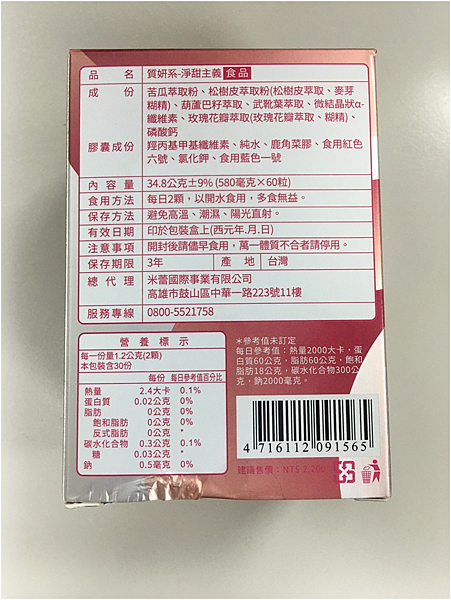 品名 質妍系-淨甜主義 食品
成份 苦瓜萃取粉、松樹皮萃取粉(松樹皮萃取、麥芽
糊精)、葫蘆巴籽萃取、武靴葉萃取、微結晶狀α-
纖維素、玫瑰花瓣萃取(玫瑰花瓣萃取、糊精)、
磷酸鈣
膠囊成份 羥丙基甲基纖維素、純水、鹿角菜膠、食用紅色
六號、氯化鉀、食用藍色一號
內容量 34.8公克±9% (580毫克×60粒)
食用方法 每日2顆，以開水食用，多食無益。
保存方法 避免高溫、潮濕、陽光直射。
有效日期 印於包裝盒上(西元年.月.日)
注意事項 開封後請儘早食用，萬一體質不合者請停用。
保存期限 3年 產地 台灣
總代理 米蕾國際事業有限公司
高雄市鼓山區中華一路223號11樓
服務專線 0800-5521758
營養標示
每一份量1.2公克(2顆)
本包裝含30份
每份 每日參考值百分比
熱量 2.4大卡 0.1%
蛋白質 0.02公克 0%
脂肪 0公克 0%
飽和脂肪 0公克 0%
反式脂肪 0公克 *
碳水化合物 0.3公克 0.1%
糖 0.03公克 *
鈉 0.5毫克 0%
*參考值未訂定
每日參考值：熱量2000大卡，蛋
白質60公克，脂肪60公克，飽和
脂肪18公克，碳水化合物300公
克，鈉2000毫克。
4 716112 091565
建議售價：NT$ 2,200